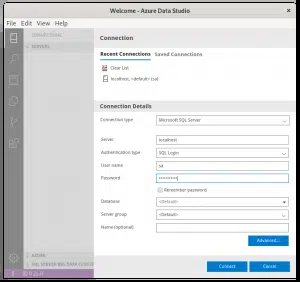 Welcome - Azure Data Studio
File Edit View Help
SERVERS
Connection
Recent Connections Saved Connections
Clear List
localhost, <default> (sa)
Connection Details
Connection type
Microsoft SQL Server
Server
localhost
Authentication type
SQL Login
User name
sa
Password
Remember password
Database
<Default>
Server group
<Default>
Name (optional)
Advanced...
AZURE
Connect
Cancel